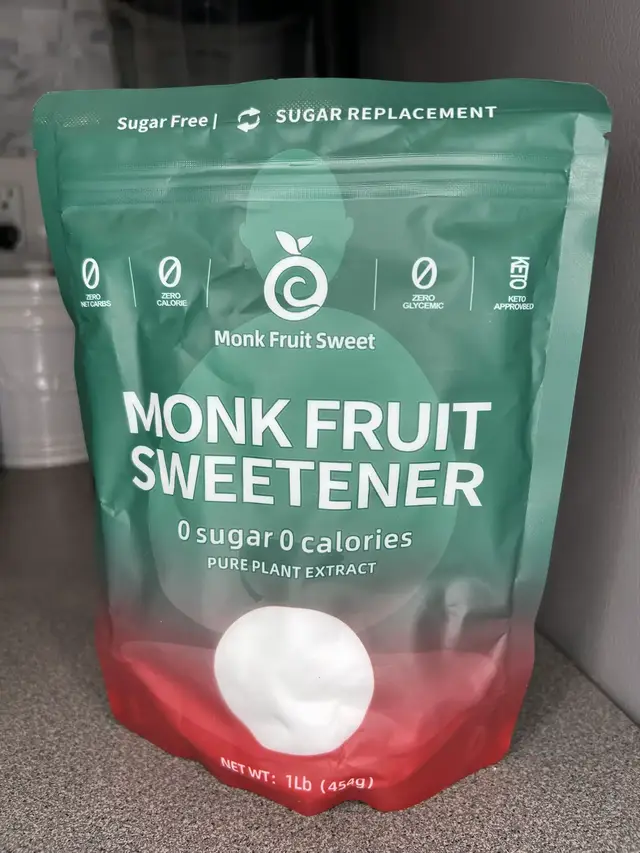 Sugar Free | SUGAR REPLACEMENT
0 ZERO NET CARBS
0 ZERO CALORIE
0 ZERO GLYCEMIC
KETO KETO APPROVBED
Monk Fruit Sweet
MONK FRUIT
SWEETENER
0 sugar 0 calories
PURE PLANT EXTRACT
NET WT: 1Lb (454g)